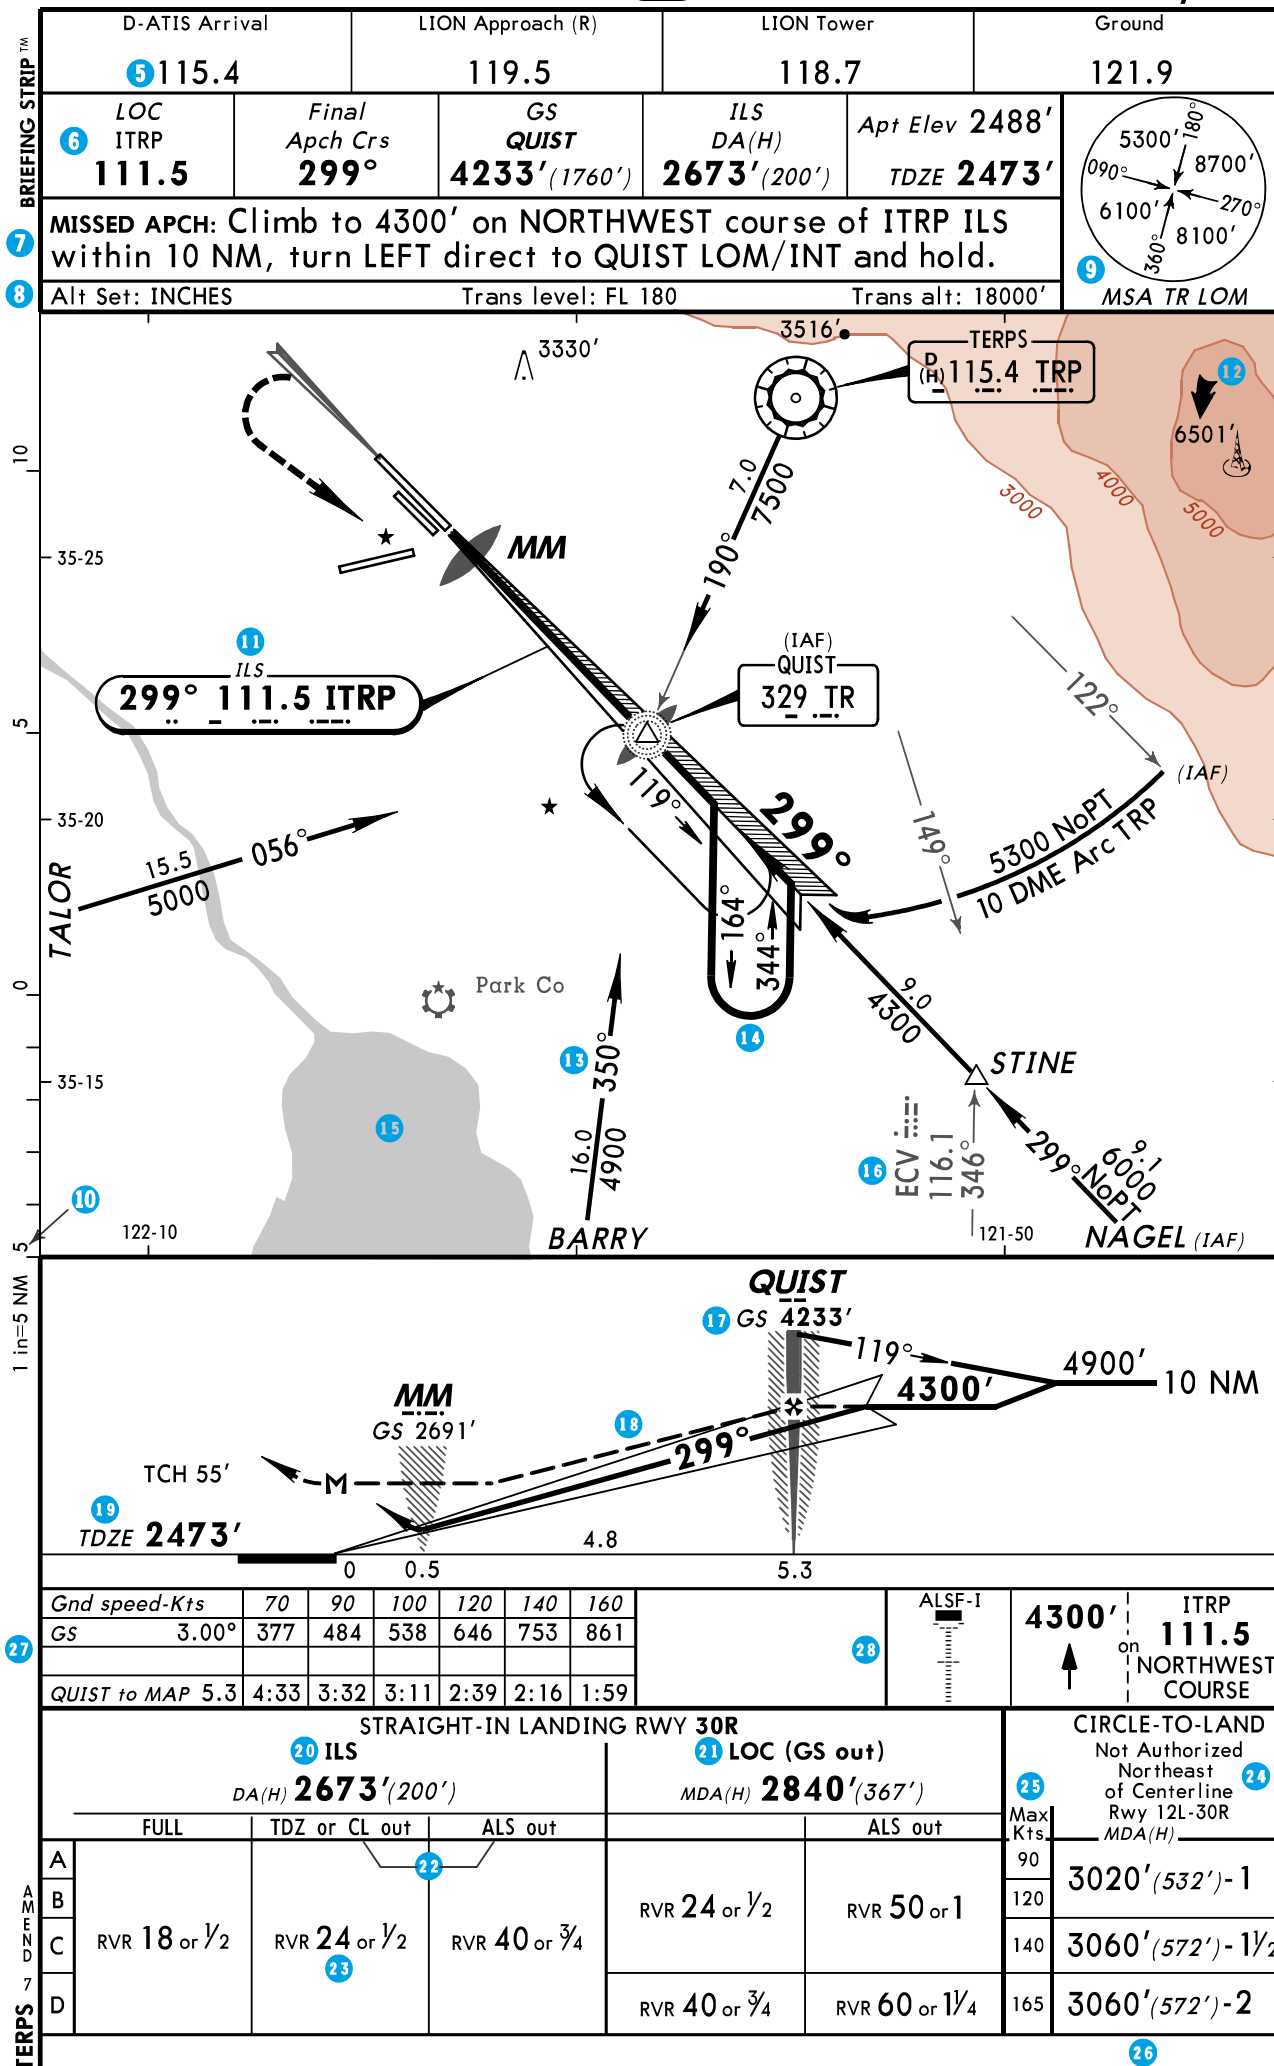 D-ATIS Arrival
LION Approach (R)
LION Tower
Ground
5 115.4
119.5
118.7
121.9
BRIEFING STRIP™
LOC
6 ITRP
111.5
Final
Apch Crs
299°
GS
QUIST
4233'(1760')
ILS
DA(H)
2673'(200')
Apt Elev 2488'
TDZE 2473'
7 MISSED APCH: Climb to 4300' on NORTHWEST course of ITRP ILS
within 10 NM, turn LEFT direct to QUIST LOM/INT and hold.
8 Alt Set: INCHES Trans level: FL 180 Trans alt: 18000'
180°
5300'
8700'
090°
270°
6100'
8100'
360°
9
MSA TR LOM
3330'
3516'
TERPS
D
(H) 115.4 TRP
12
6501'
3000
4000
5000
10
35-25
7.0
7500
190°
MM
11
ILS
299° 111.5 ITRP
(IAF)
QUIST
329 TR
5
122°
(IAF)
119°
299°
149°
5300 NoPT
10 DME Arc TRP
35-20
TALOR
15.5
5000
056°
164°
344°
0
Park Co
14
9.0
4300
13
350°
16.0
4900
BARRY
STINE
35-15
15
16
ECV
116.1
346°
299°
9.1
6000
NoPT
NAGEL (IAF)
10
5
122-10
121-50
1 in=5 NM
QUIST
17 GS 4233'
119°
4900'
4300'
10 NM
MM
GS 2691'
18
299°
TCH 55'
M
19
TDZE 2473'
4.8
0
0.5
5.3
27
Gnd speed-Kts 70 90 100 120 140 160
GS 3.00° 377 484 538 646 753 861
QUIST to MAP 5.3 4:33 3:32 3:11 2:39 2:16 1:59
28
ALSF-I
4300'
on
ITRP
111.5
NORTHWEST
COURSE
STRAIGHT-IN LANDING RWY 30R
20 ILS
DA(H) 2673'(200')
21 LOC (GS out)
MDA(H) 2840'(367')
CIRCLE-TO-LAND
Not Authorized
Northeast
of Centerline
Rwy 12L-30R
24
25
Max
Kts
MDA(H)
FULL
TDZ or CL out
ALS out
ALS out
22
A
B
C
D
RVR 18 or ½
RVR 24 or ½
23
RVR 40 or ¾
RVR 24 or ½
RVR 50 or 1
RVR 40 or ¾
RVR 60 or 1¼
90
120
3020'(532')-1
140
3060'(572')-1½
165
3060'(572')-2
26
AMEND 7
TERPS